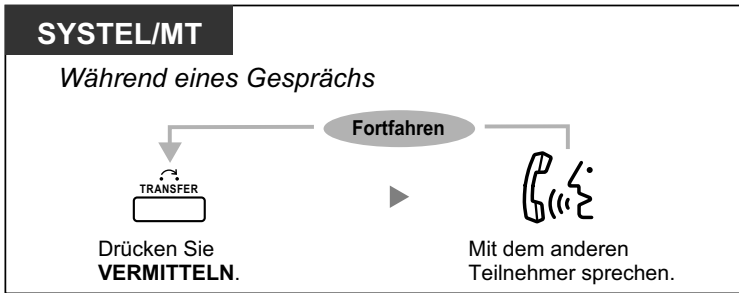 SYSTEL/MT
Während eines Gesprächs
Fortfahren
TRANSFER
Drücken Sie
VERMITTELN.
Mit dem anderen
Teilnehmer sprechen.